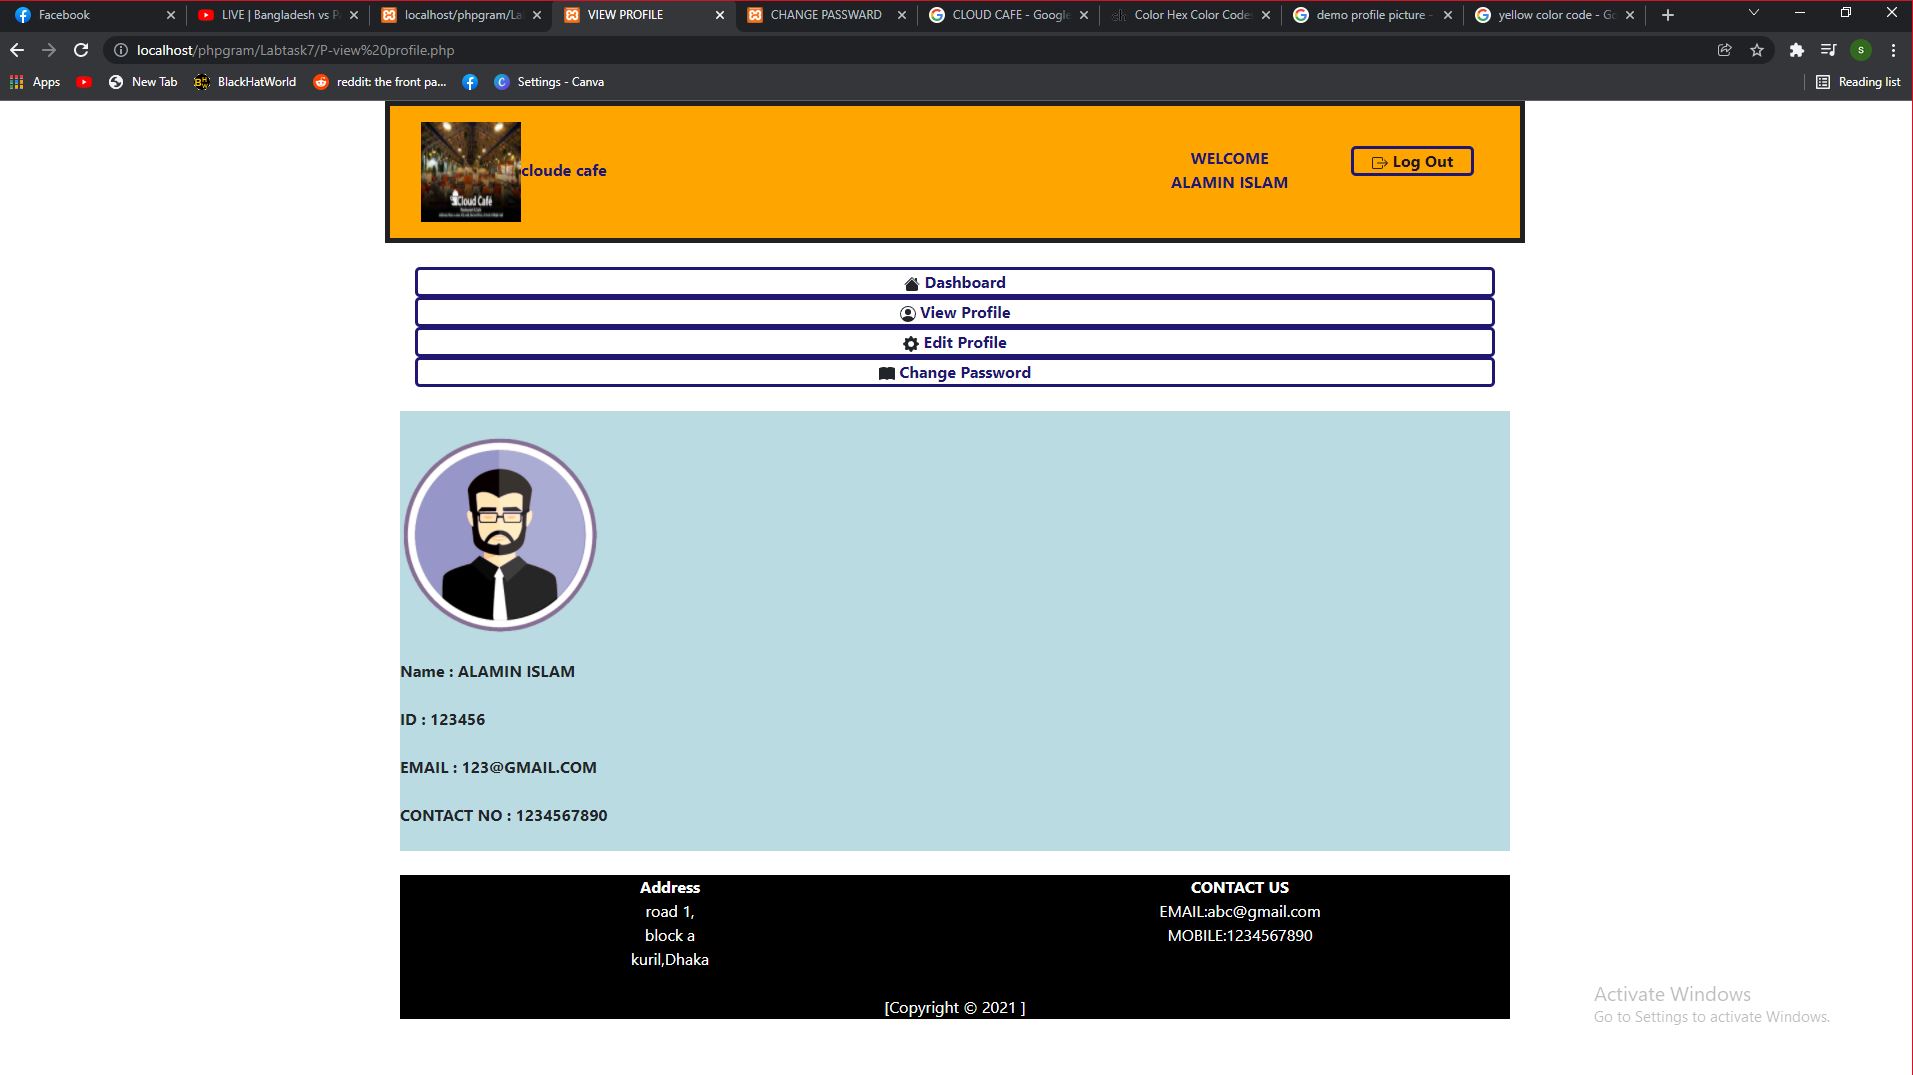 Facebook
LIVE | Bangladesh vs P
localhost/phpgram/La
VIEW PROFILE
CHANGE PASSWARD
CLOUD CAFE - Google
Color Hex Color Codes
demo profile picture -
yellow color code - Go
localhost/phpgram/Labtask7/P-view%20profile.php
S
Apps
New Tab
BlackHatWorld
reddit: the front pa...
Settings - Canva
Reading list
Cloud Café
cloude cafe
WELCOME
ALAMIN ISLAM
Log Out
Dashboard
View Profile
Edit Profile
Change Password
Name : ALAMIN ISLAM
ID : 123456
EMAIL : 123@GMAIL.COM
CONTACT NO : 1234567890
Address
road 1,
block a
kuril,Dhaka
CONTACT US
EMAIL:abc@gmail.com
MOBILE:1234567890
[Copyright © 2021 ]
Activate Windows
Go to Settings to activate Windows.